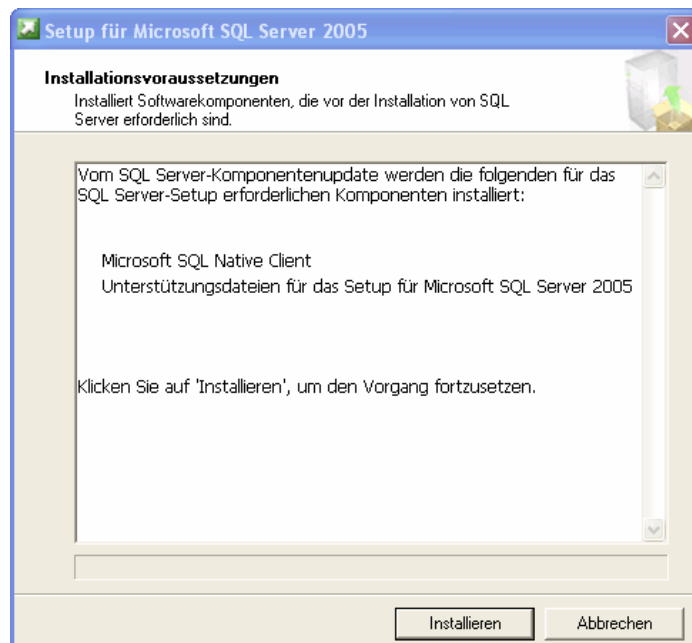 Setup für Microsoft SQL Server 2005
Installationsvoraussetzungen
Installiert Softwarekomponenten, die vor der Installation von SQL
Server erforderlich sind.
Vom SQL Server-Komponentenupdate werden die folgenden für das
SQL Server-Setup erforderlichen Komponenten installiert:
Microsoft SQL Native Client
Unterstützungsdateien für das Setup für Microsoft SQL Server 2005
Klicken Sie auf 'Installieren', um den Vorgang fortzusetzen.
Installieren
Abbrechen